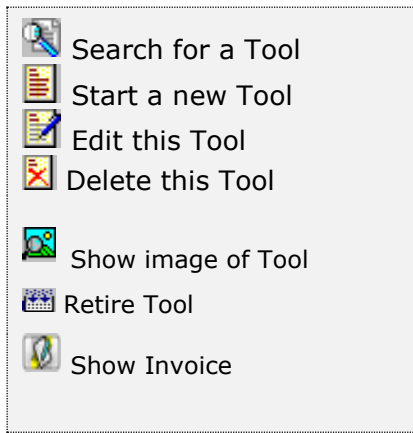 Search for a Tool
Start a new Tool
Edit this Tool
Delete this Tool
Show image of Tool
Retire Tool
Show Invoice